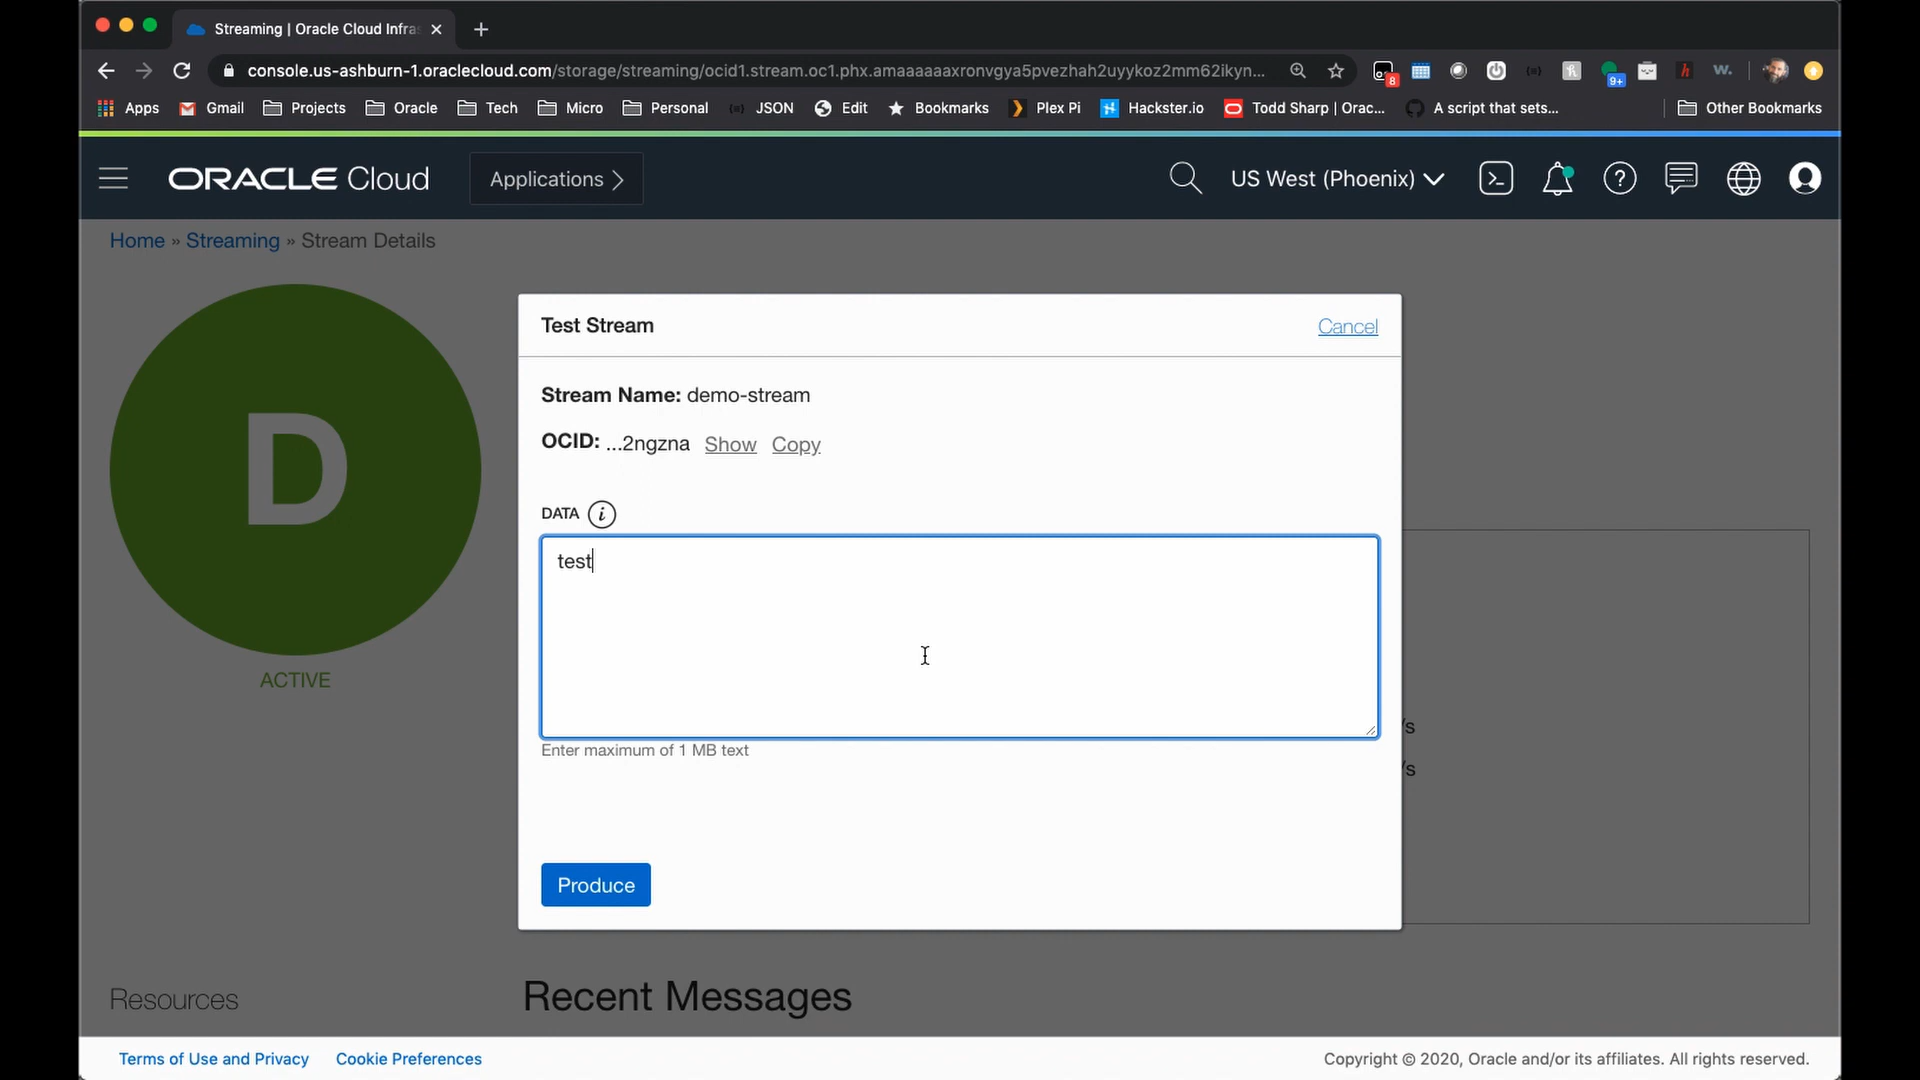 Streaming | Oracle Cloud Infra
console.us-ashburn-1.oraclecloud.com/storage/streaming/ocid1.stream.oc1.phx.amaaaaaaxronvgya5pvezhah2uyykoz2mm62ikyn...
8
9+
h
w.
Apps
Gmail
Projects
Oracle
Tech
Micro
Personal
JSON
Edit
Bookmarks
Plex Pi
Hackster.io
Todd Sharp | Orac...
A script that sets...
Other Bookmarks
ORACLE Cloud
Applications
US West (Phoenix)
Home » Streaming » Stream Details
D
ACTIVE
Test Stream
Cancel
Stream Name: demo-stream
OCID: ...2ngzna Show Copy
DATA i
test
Enter maximum of 1 MB text
/s
/s
Produce
Resources
Recent Messages
Terms of Use and Privacy
Cookie Preferences
Copyright © 2020, Oracle and/or its affiliates. All rights reserved.